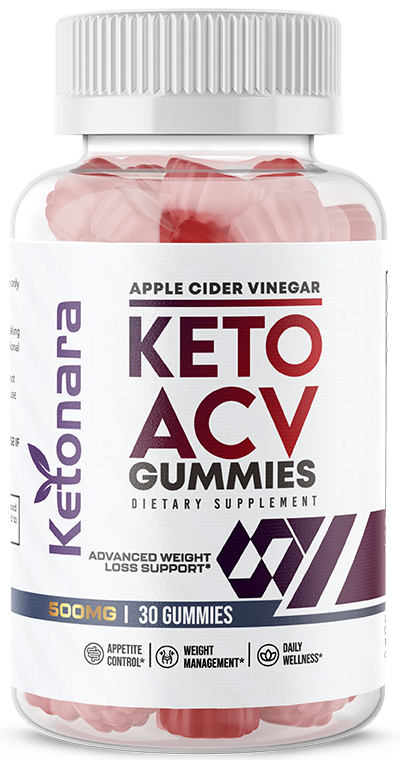 APPLE CIDER VINEGAR
KETO
ACV
GUMMIES
DIETARY SUPPLEMENT
Ketonara
ADVANCED WEIGHT
LOSS SUPPORT*
500MG | 30 GUMMIES
APPETITE
CONTROL*
WEIGHT
MANAGEMENT*
DAILY
WELLNESS*
only